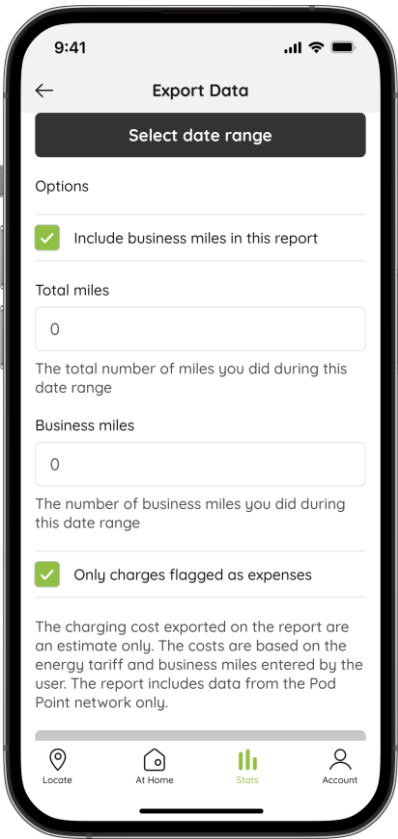 9:41
Export Data
Select date range
Options
Include business miles in this report
Total miles
0
The total number of miles you did during this
date range
Business miles
0
The number of business miles you did during
this date range
Only charges flagged as expenses
The charging cost exported on the report are
an estimate only. The costs are based on the
energy tariff and business miles entered by the
user. The report includes data from the Pod
Point network only.
Locate
At Home
Stats
Account